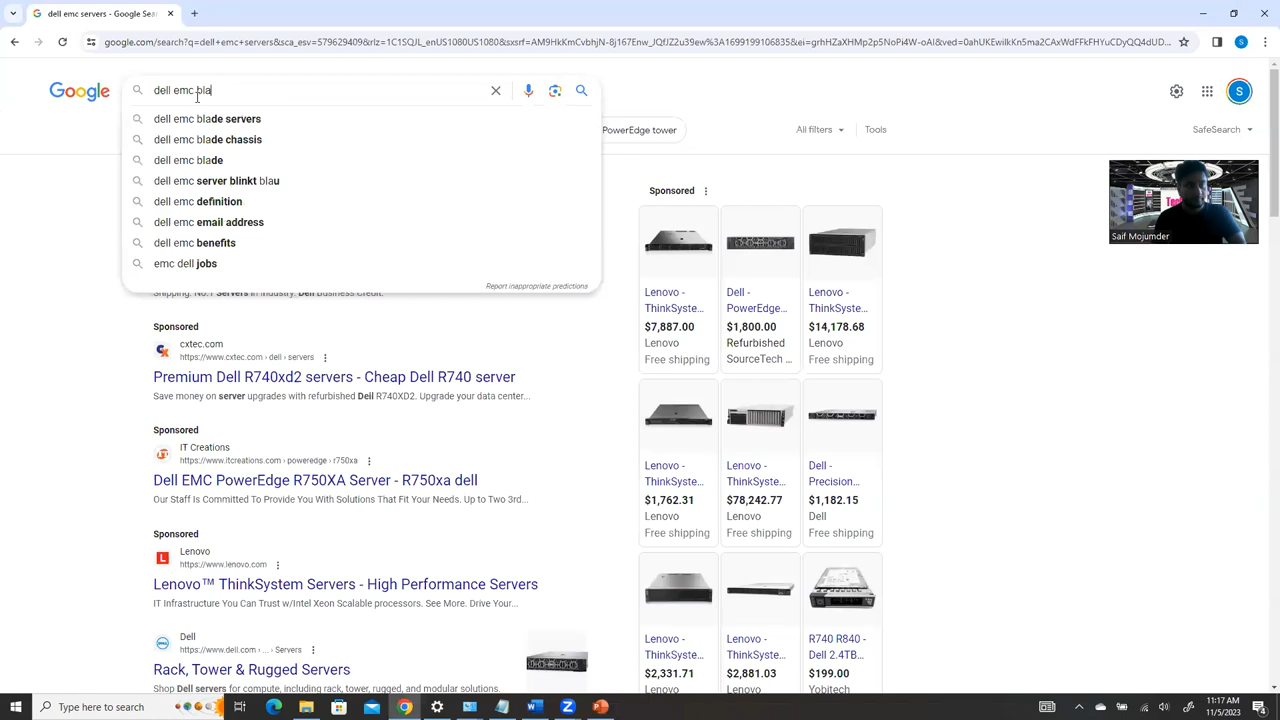 dell emc servers - Google Sea
google.com/search?q=dell+emc+servers&sca_esv=579629409&rlz=1C1SQJL_enUS1080US1080&sxsrf=
Google
dell emc bla
S
dell emc blade servers
dell emc blade chassis
dell emc blade
dell emc server blinkt blau
dell emc definition
dell emc email address
dell emc benefits
emc dell jobs
Report inappropriate predictions
PowerEdge tower
All filters
Tools
SafeSearch
Shipping. No.1 Servers in Industry. Dell Business Credit.
Sponsored
cxtec.com
https://www.cxtec.com › dell › servers
Premium Dell R740xd2 servers - Cheap Dell R740 server
Save money on server upgrades with refurbished Dell R740XD2. Upgrade your data center...
Sponsored
IT Creations
https://www.itcreations.com › poweredge › r750xa
Dell EMC PowerEdge R750XA Server - R750xa dell
Our Staff Is Committed To Provide You With Solutions That Fit Your Needs. Up to Two 3rd...
Sponsored
Lenovo
https://www.lenovo.com
Lenovo™ ThinkSystem Servers - High Performance Servers
IT Infrastructure You Can Trust w/Intel Xeon Scalable processors. See More. Drive Your...
Dell
https://www.dell.com › ... › Servers
Rack, Tower & Rugged Servers
Shop Dell servers for compute, including rack, tower, rugged, and modular solutions.
Sponsored
Lenovo -
ThinkSyste...
$7,887.00
Lenovo
Free shipping
Dell -
PowerEdge...
$1,800.00
Refurbished
SourceTech ...
Lenovo -
ThinkSyste...
$14,178.68
Lenovo
Free shipping
Lenovo -
ThinkSyste...
$1,762.31
Lenovo
Free shipping
Lenovo -
ThinkSyste...
$78,242.77
Lenovo
Free shipping
Dell -
Precision...
$1,182.15
Dell
Free shipping
Lenovo -
ThinkSyste...
$2,331.71
Lenovo
Lenovo -
ThinkSyste...
$2,881.03
Lenovo
R740 R840 -
Dell 2.4TB...
$199.00
Yobitech
Saif Mojumder
Type here to search
11:17 AM
11/5/2023